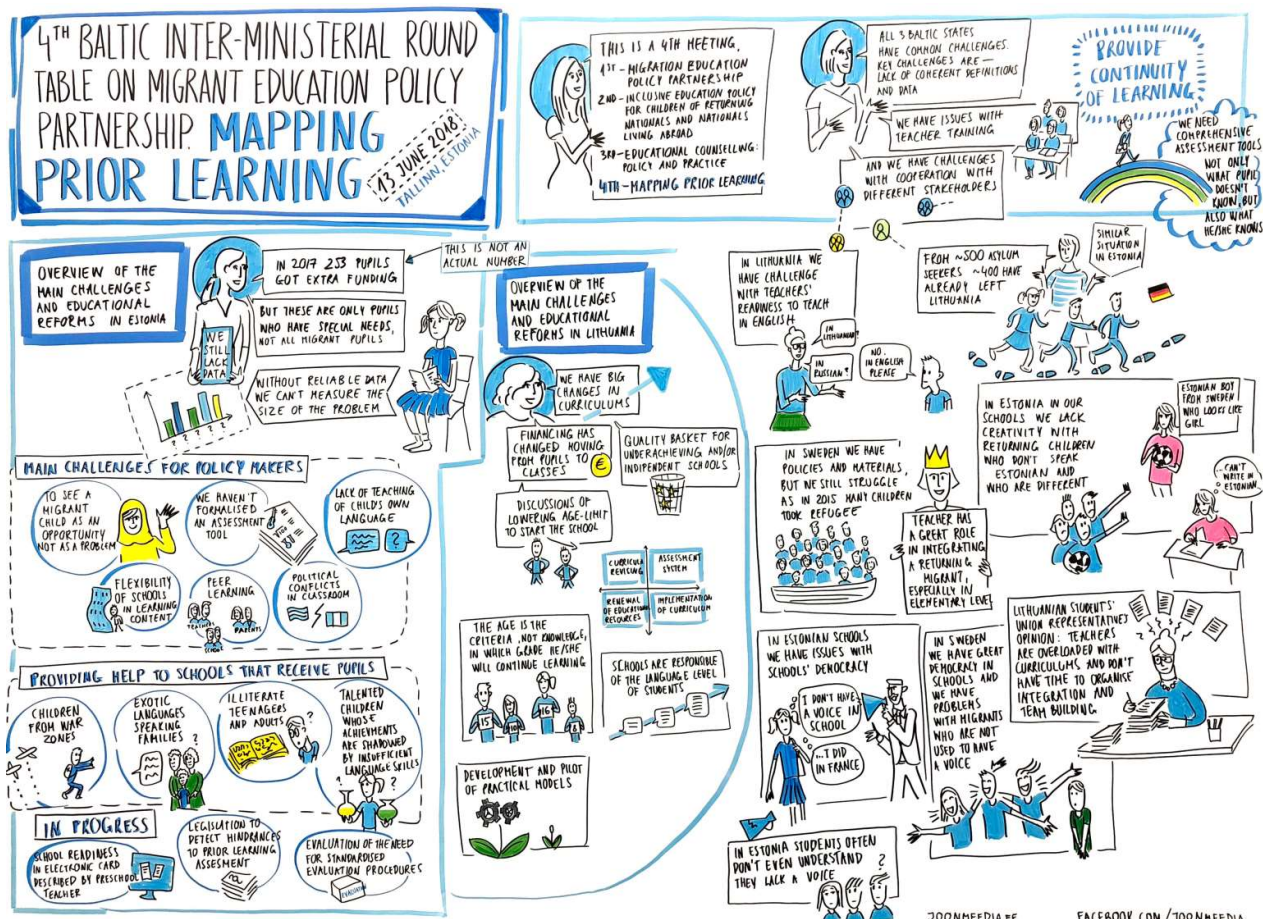 4TH BALTIC INTER-MINISTERIAL ROUND
TABLE ON MIGRANT EDUCATION POLICY
PARTNERSHIP. MAPPING
PRIOR LEARNING
13 JUNE 2018
TALLINN, ESTONIA
THIS IS A 4TH MEETING.
1ST - MIGRATION EDUCATION
POLICY PARTNERSHIP
2ND - INCLUSIVE EDUCATION POLICY
FOR CHILDREN OF RETURNING
NATIONALS AND NATIONALS
LIVING ABROAD
3RD - EDUCATIONAL COUNSELLING:
POLICY AND PRACTICE
4TH - MAPPING PRIOR LEARNING
ALL 3 BALTIC STATES
HAVE COMMON CHALLENGES.
KEY CHALLENGES ARE —
LACK OF COHERENT DEFINITIONS
AND DATA
WE HAVE ISSUES WITH
TEACHER TRAINING
AND WE HAVE CHALLENGES
WITH COOPERATION WITH
DIFFERENT STAKEHOLDERS
PROVIDE
CONTINUITY
OF LEARNING
WE NEED
COMPREHENSIVE
ASSESSMENT TOOLS
NOT ONLY
WHAT PUPIL
DOESN'T
KNOW, BUT
ALSO WHAT
HE/SHE KNOWS
OVERVIEW OF THE
MAIN CHALLENGES
AND EDUCATIONAL
REFORMS IN ESTONIA
IN 2017 253 PUPILS
GOT EXTRA FUNDING
THIS IS NOT AN
ACTUAL NUMBER
BUT THESE ARE ONLY PUPILS
WHO HAVE SPECIAL NEEDS,
NOT ALL MIGRANT PUPILS
WE
STILL
LACK
DATA
WITHOUT RELIABLE DATA
WE CAN'T MEASURE THE
SIZE OF THE PROBLEM
? ? ? ? ? ?
MAIN CHALLENGES FOR POLICY MAKERS
TO SEE A
MIGRANT
CHILD AS AN
OPPORTUNITY
NOT AS A PROBLEM
WE HAVEN'T
FORMALISED
AN ASSESSMENT
TOOL
LACK OF TEACHING
OF CHILD'S OWN
LANGUAGE
?
FLEXIBILITY
OF SCHOOLS
IN LEARNING
CONTENT
PEER
LEARNING
TEACHERS
PARENTS
SCHOOL
POLITICAL
CONFLICTS
IN CLASSROOM
PROVIDING HELP TO SCHOOLS THAT RECEIVE PUPILS
CHILDREN
FROM WAR
ZONES
EXOTIC
LANGUAGES
SPEAKING
FAMILIES
?
ILLITERATE
TEENAGERS
AND ADULTS
?
TALENTED
CHILDREN
WHOSE
ACHIEVMENTS
ARE SHADOWED
BY INSUFFICIENT
LANGUAGE SKILLS
? ?
IN PROGRESS
SCHOOL READINESS
IN ELECTRONIC CARD
DESCRIBED BY PRESCHOOL
TEACHER
LEGISLATION TO
DETECT HINDRANCES
TO PRIOR LEARNING
ASSESMENT
EVALUATION OF THE NEED
FOR STANDARDISED
EVALUATION PROCEDURES
EVALUATION
OVERVIEW OF THE
MAIN CHALLENGES
AND EDUCATIONAL
REFORMS IN LITHUANIA
WE HAVE BIG
CHANGES IN
CURRICULUMS
FINANCING HAS
CHANGED MOVING
FROM PUPILS TO
CLASSES
€
QUALITY BASKET FOR
UNDERACHIEVING AND/OR
INDIPENDENT SCHOOLS
DISCUSSIONS OF
LOWERING AGE-LIMIT
TO START THE SCHOOL
CURRICULA
REVISING
ASSESSMENT
SYSTEM
RENEWAL
OF EDUCATIONAL
RESOURCES
IMPLEMENTATION
OF CURRICULUM
THE AGE IS THE
CRITERIA, NOT KNOWLEDGE,
IN WHICH GRADE HE/SHE
WILL CONTINUE LEARNING
15
10
16
8
SCHOOLS ARE RESPONSIBLE
OF THE LANGUAGE LEVEL
OF STUDENTS
DEVELOPMENT AND PILOT
OF PRACTICAL MODELS
IN LITHUANIA WE
HAVE CHALLENGE
WITH TEACHERS'
READINESS TO TEACH
IN ENGLISH
IN
LITHUANIAN?
IN
RUSSIAN?
NO.
IN ENGLISH
PLEASE
FROM ~500 ASYLUM
SEEKERS ~400 HAVE
ALREADY LEFT
LITHUANIA
SIMILAR
SITUATION
IN ESTONIA
IN SWEDEN WE HAVE
POLICIES AND MATERIALS,
BUT WE STILL STRUGGLE
AS IN 2015 MANY CHILDREN
TOOK REFUGEE
TEACHER HAS
A GREAT ROLE
IN INTEGRATING
A RETURNING
MIGRANT,
ESPECIALLY IN
ELEMENTARY LEVEL
IN ESTONIA IN OUR
SCHOOLS WE LACK
CREATIVITY WITH
RETURNING CHILDREN
WHO DON'T SPEAK
ESTONIAN AND
WHO ARE DIFFERENT
ESTONIAN BOY
FROM SWEDEN
WHO LOOKS LIKE
GIRL
...CAN'T
WRITE IN
ESTONIAN...
IN ESTONIAN SCHOOLS
WE HAVE ISSUES WITH
SCHOOLS' DEMOCRACY
I DON'T HAVE
A VOICE IN
SCHOOL
...I DID
IN FRANCE
IN ESTONIA STUDENTS OFTEN
DON'T EVEN UNDERSTAND
THEY LACK A VOICE
?
IN SWEDEN
WE HAVE GREAT
DEMOCRACY IN
SCHOOLS AND
WE HAVE
PROBLEMS
WITH MIGRANTS
WHO ARE NOT
USED TO HAVE
A VOICE
LITHUANIAN STUDENTS'
UNION REPRESENTATIVE'S
OPINION: TEACHERS
ARE OVERLOADED WITH
CURRICULUMS AND DON'T
HAVE TIME TO ORGANISE
INTEGRATION AND
TEAM BUILDING
JOONMEEDIA.EE
FACEBOOK.COM/JOONMEEDIA